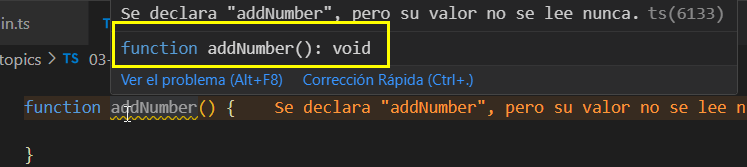 in.ts
Se declara "addNumber", pero su valor no se lee nunca. ts(6133)
function addNumber(): void
topics > TS 03-
Ver el problema (Alt+F8) Corrección Rápida (Ctrl+.)
function addNumber() { Se declara "addNumber", pero su valor no se lee n
}